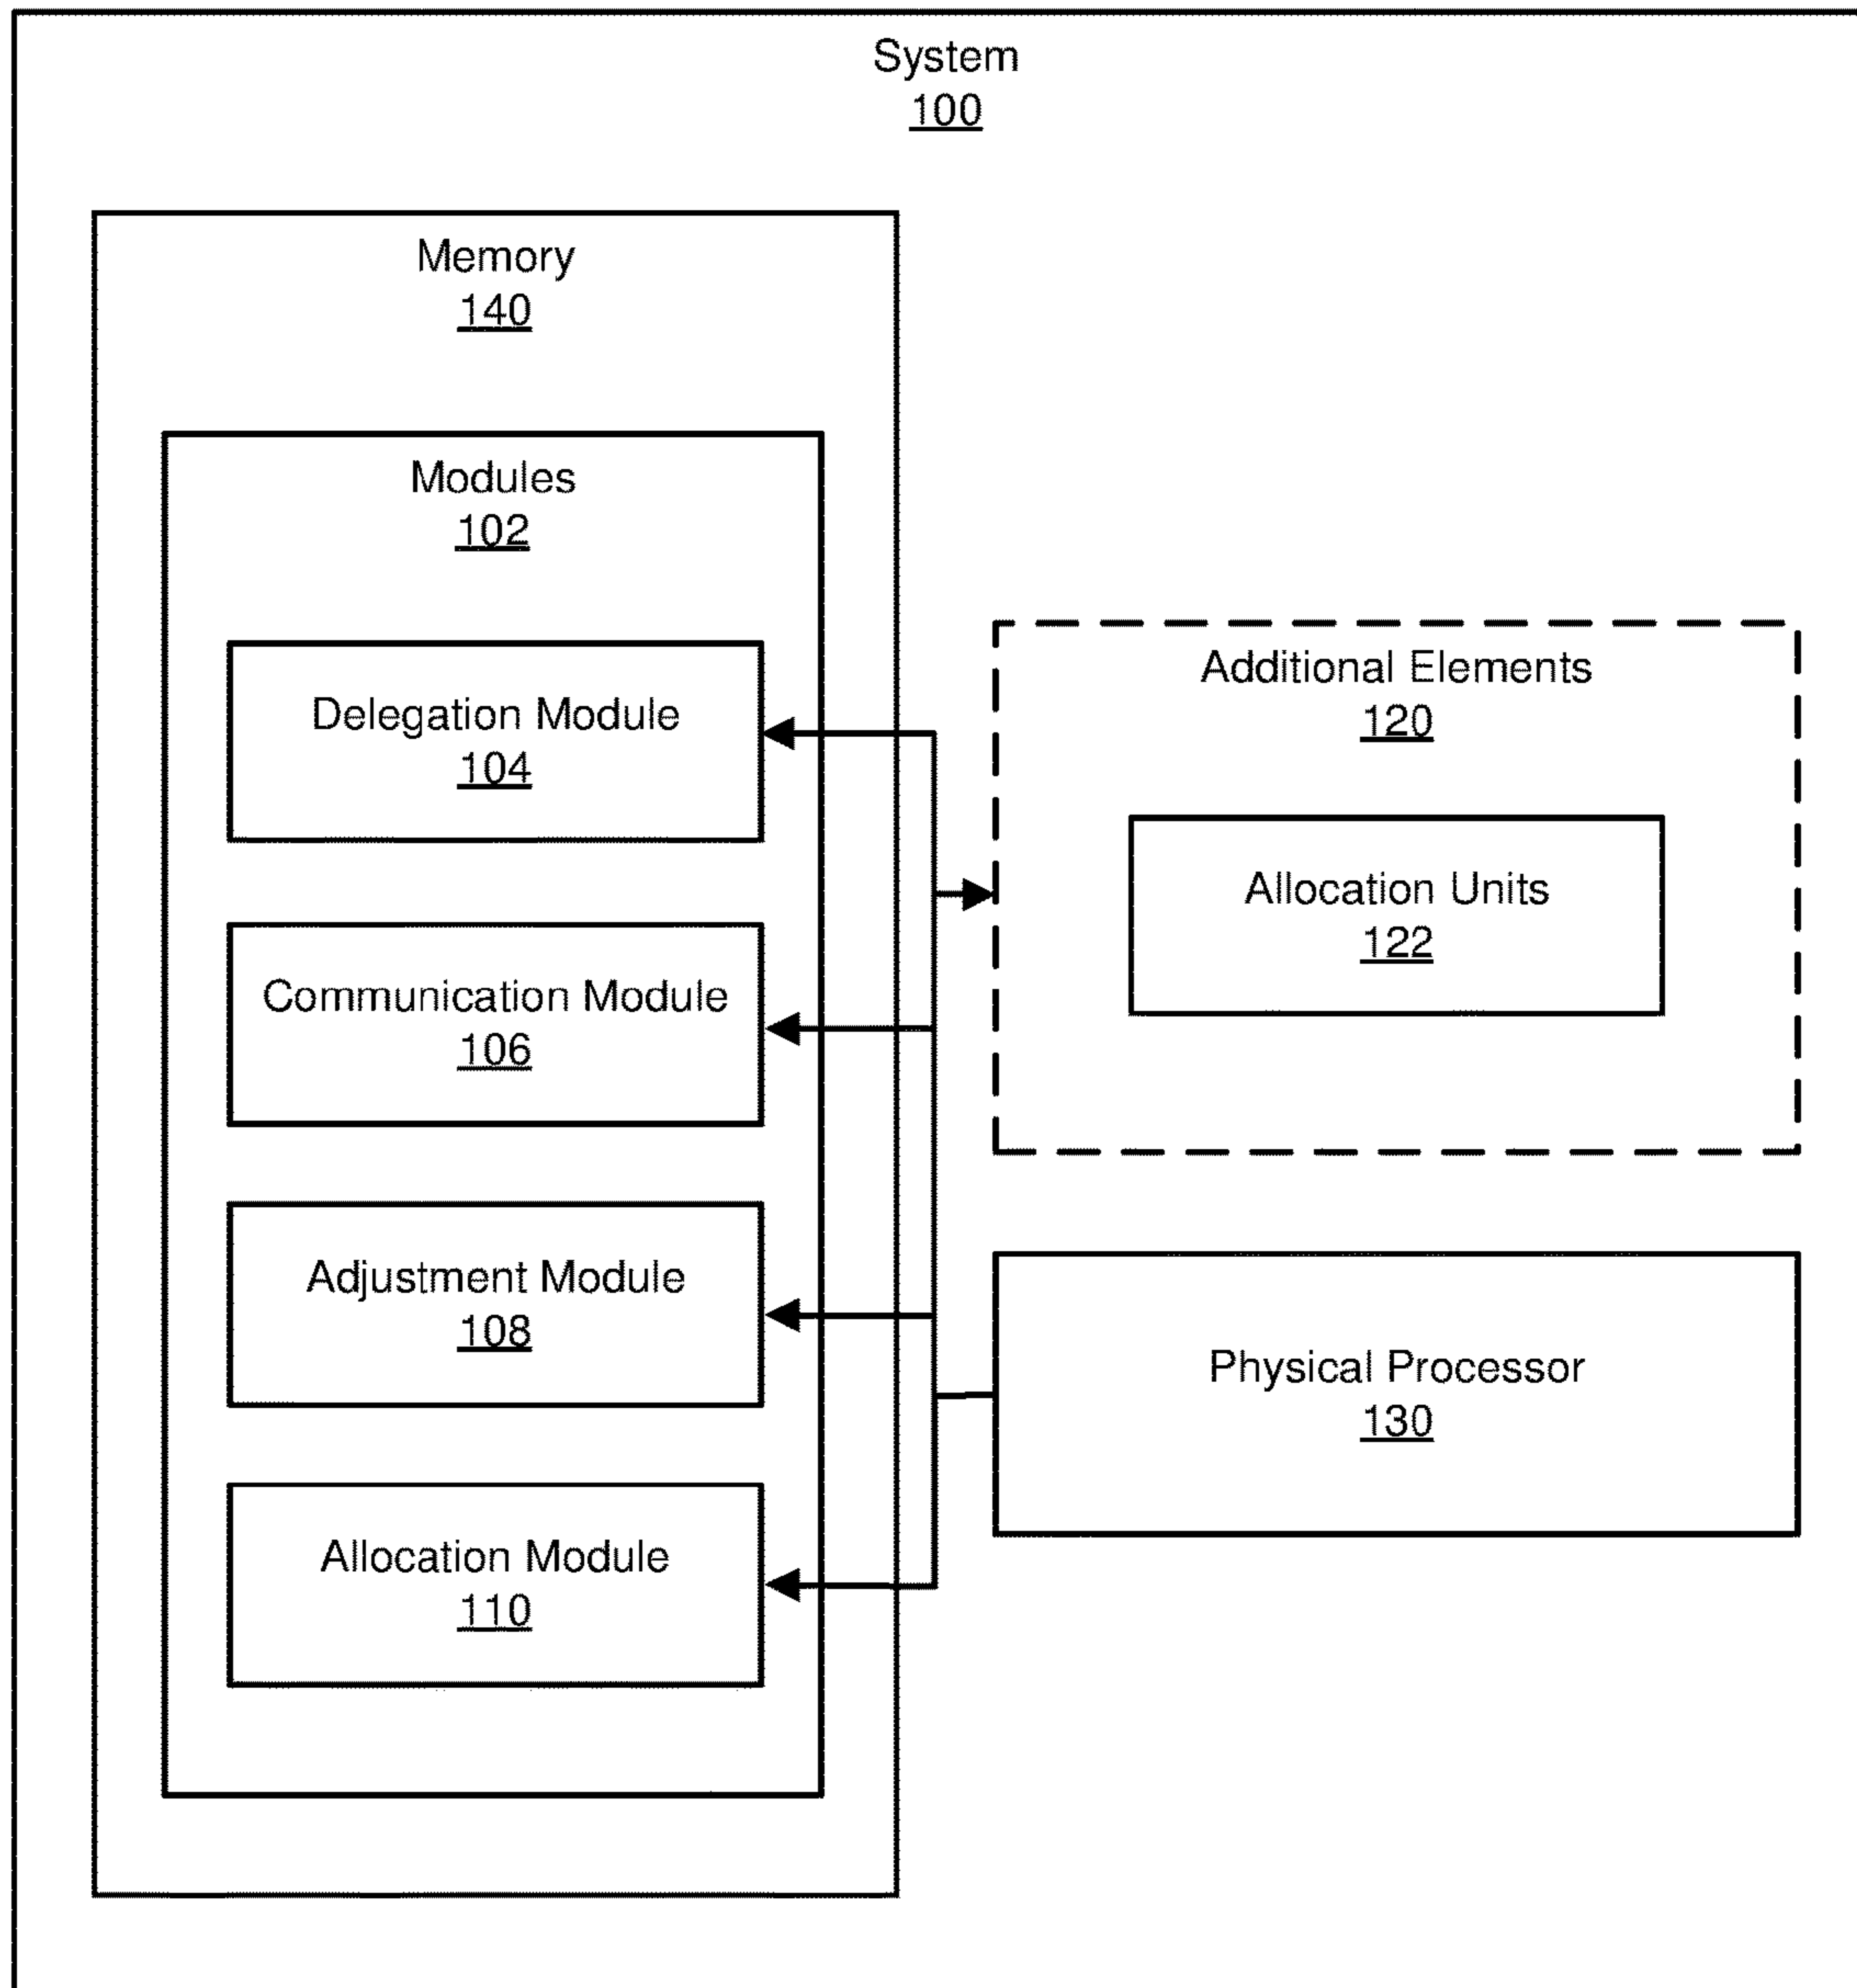 System
100
Memory
140
Modules
102
Delegation Module
104
Communication Module
106
Adjustment Module
108
Allocation Module
110
Additional Elements
120
Allocation Units
122
Physical Processor
130